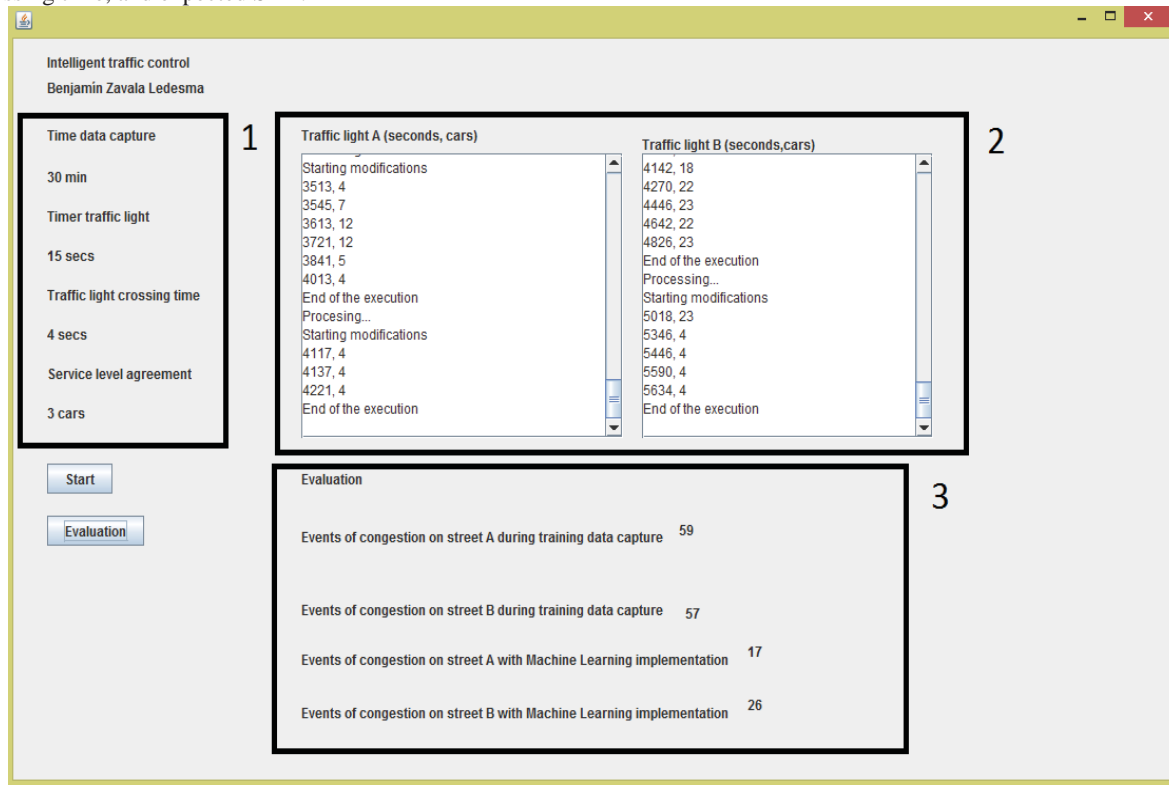 Intelligent traffic control
Benjamín Zavala Ledesma
Time data capture
30 min
Timer traffic light
15 secs
Traffic light crossing time
4 secs
Service level agreement
3 cars
1
Start
Evaluation
Traffic light A (seconds, cars)
Starting modifications
3513, 4
3545, 7
3613, 12
3721, 12
3841, 5
4013, 4
End of the execution
Procesing...
Starting modifications
4117, 4
4137, 4
4221, 4
End of the execution
Traffic light B (seconds,cars)
4142, 18
4270, 22
4446, 23
4642, 22
4826, 23
End of the execution
Processing...
Starting modifications
5018, 23
5346, 4
5446, 4
5590, 4
5634, 4
End of the execution
2
Evaluation
Events of congestion on street A during training data capture 59
Events of congestion on street B during training data capture 57
Events of congestion on street A with Machine Learning implementation 17
Events of congestion on street B with Machine Learning implementation 26
3